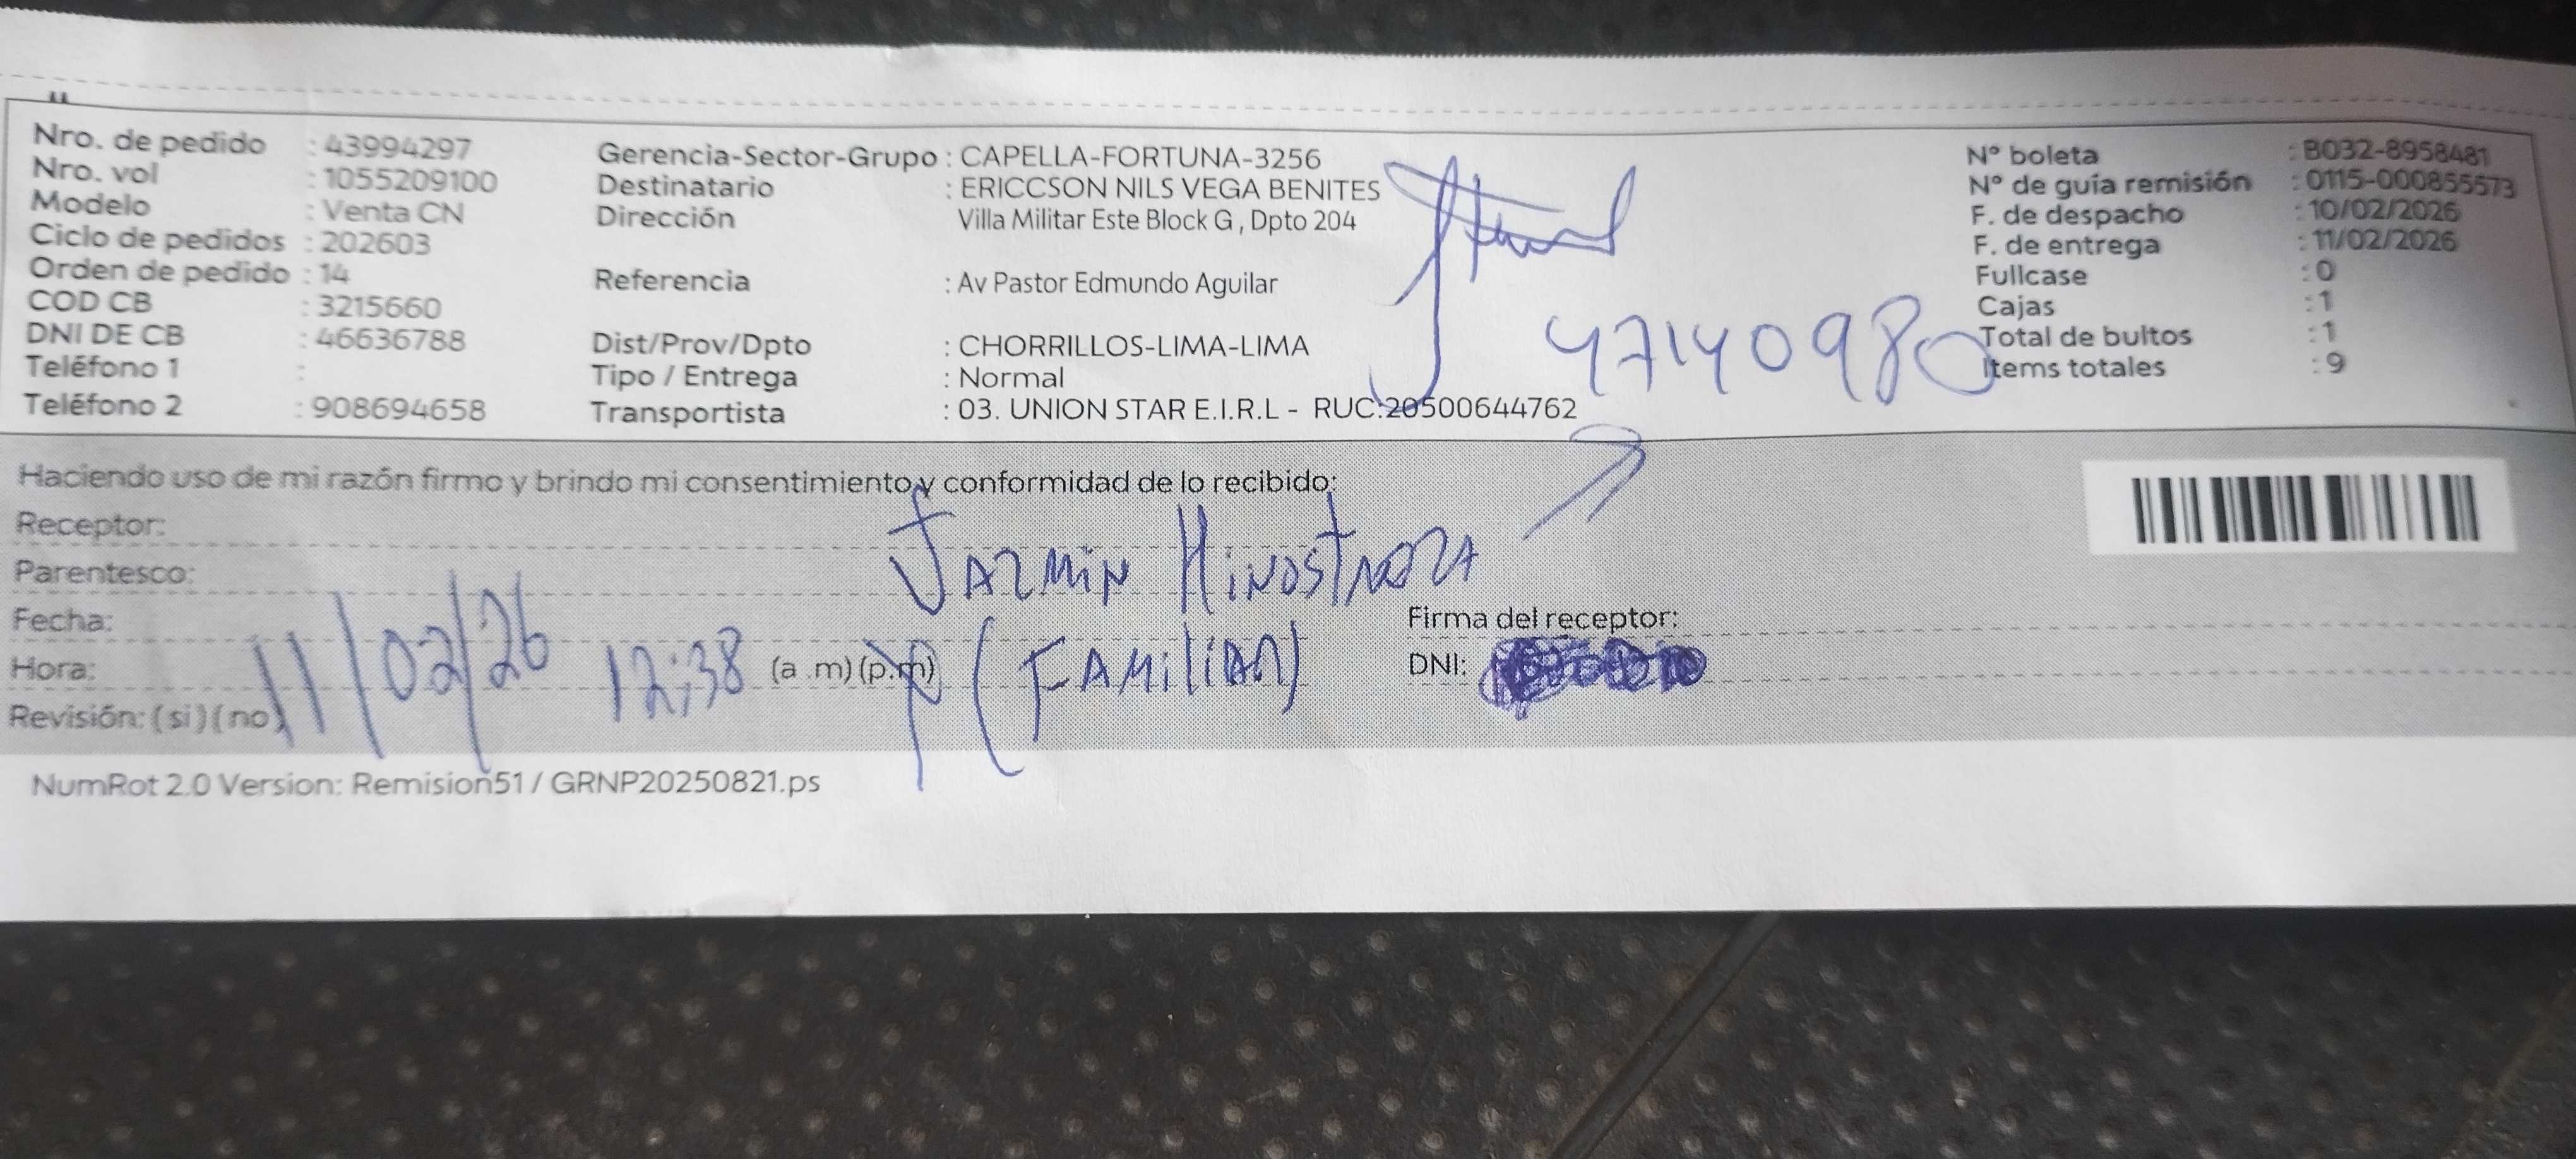 Nro. de pedido : 43994297
Nro. vol : 1055209100
Modelo : Venta CN
Ciclo de pedidos : 202603
Orden de pedido : 14
COD CB : 3215660
DNI DE CB : 46636788
Teléfono 1 :
Teléfono 2 : 908694658
Gerencia-Sector-Grupo : CAPELLA-FORTUNA-3256
Destinatario : ERICCSON NILS VEGA BENITES
Dirección Villa Militar Este Block G , Dpto 204
Referencia : Av Pastor Edmundo Aguilar
Dist/Prov/Dpto : CHORRILLOS-LIMA-LIMA
Tipo / Entrega : Normal
Transportista : 03. UNION STAR E.I.R.L - RUC:20500644762
47140980
N° boleta : B032-8958481
N° de guía remisión : 0115-000855573
F. de despacho : 10/02/2026
F. de entrega : 11/02/2026
Fullcase : 0
Cajas : 1
Total de bultos : 1
Items totales : 9
Haciendo uso de mi razón firmo y brindo mi consentimiento y conformidad de lo recibido:
Receptor:
JAZMIN HINOSTROZA
Parentesco:
Fecha: 11/02/26
Firma del receptor:
Hora: 12:38 (a .m) (p.m) (FAMILIAR)
DNI:
Revisión: ( si ) ( no )
NumRot 2.0 Version: Remision51 / GRNP20250821.ps